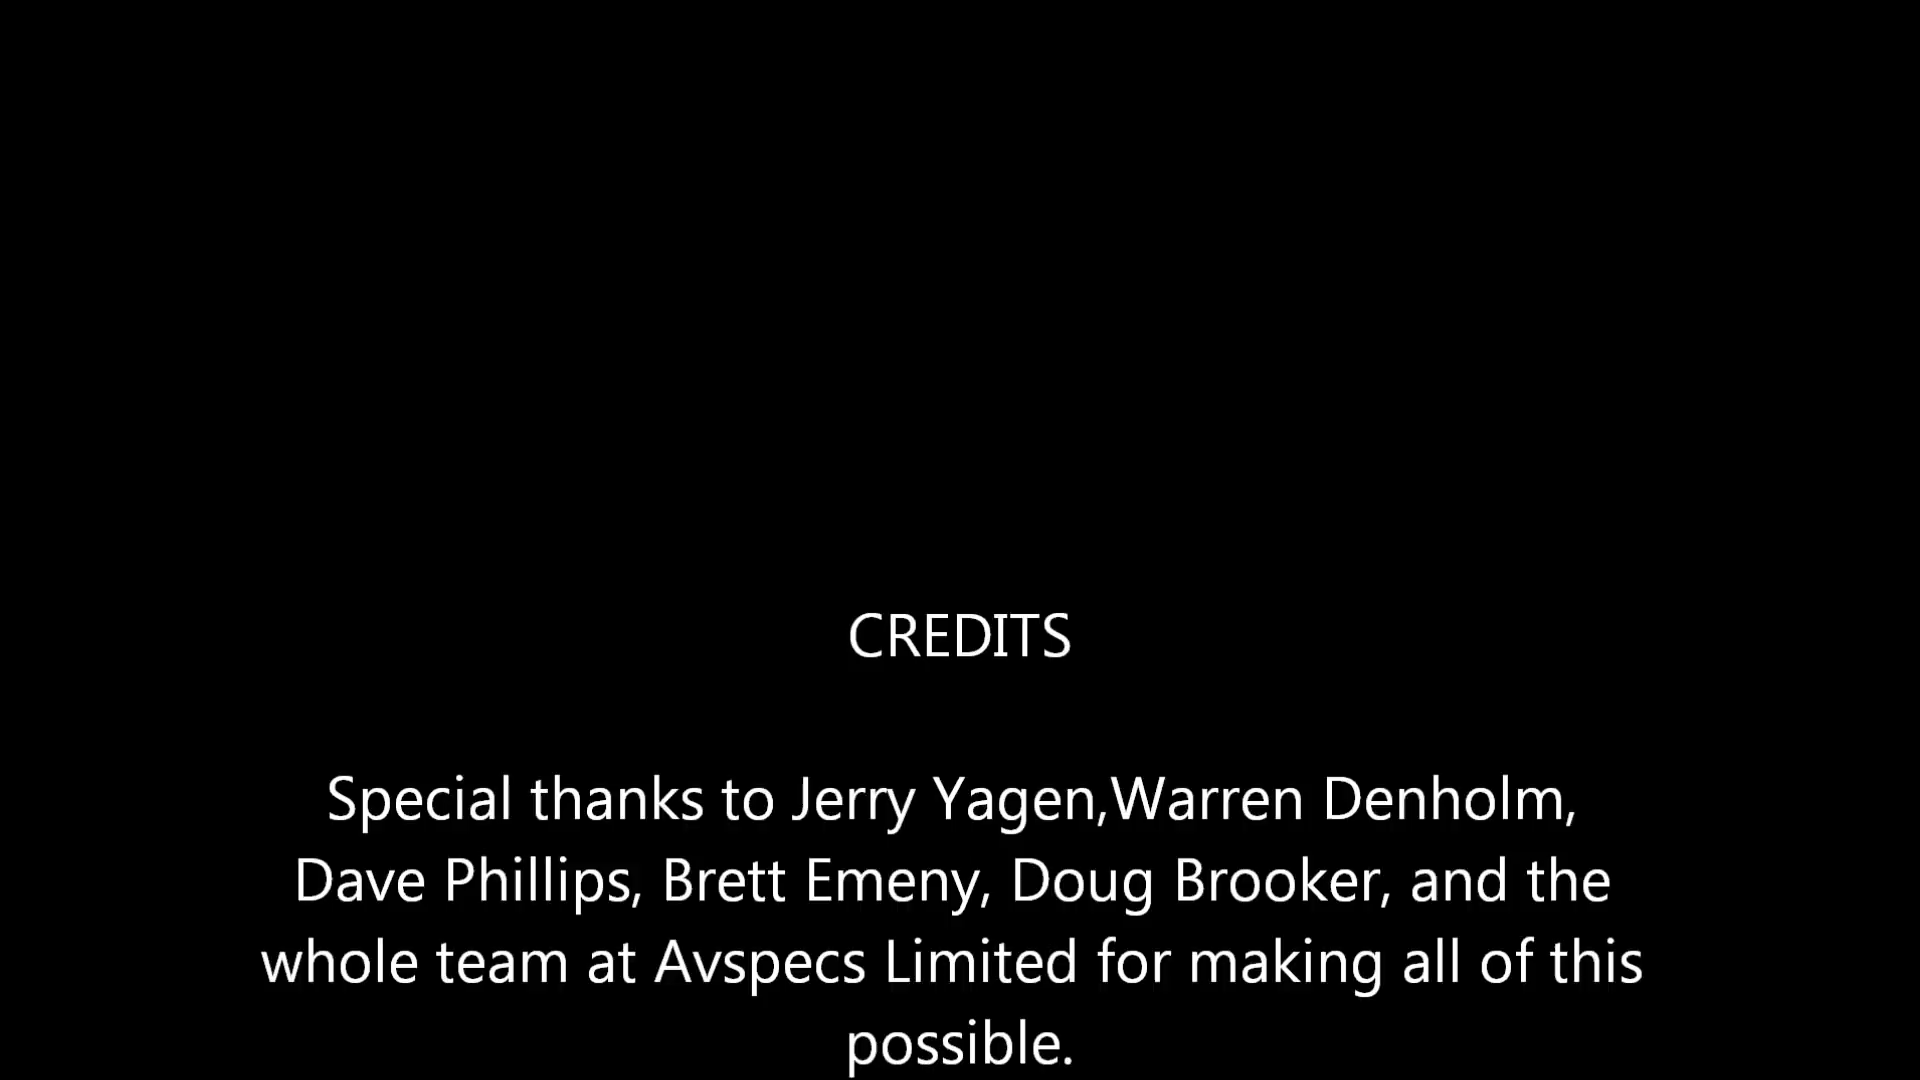 CREDITS
Special thanks to Jerry Yagen,Warren Denholm,
Dave Phillips, Brett Emeny, Doug Brooker, and the
whole team at Avspecs Limited for making all of this
possible.